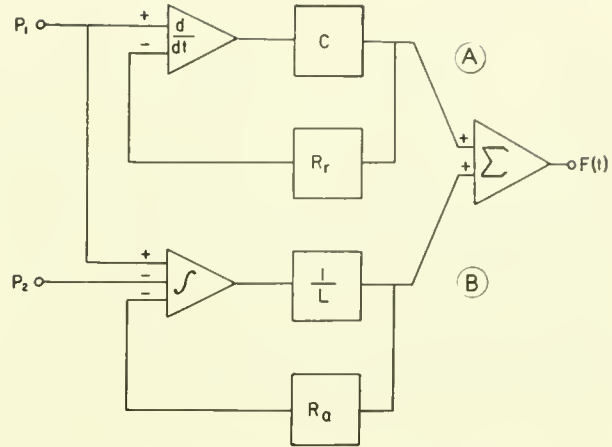 P₁
+
−
d
dt
C
A
R_r
+
+
Σ
F(t)
+
−
−
∫
1
L
P₂
B
R_a